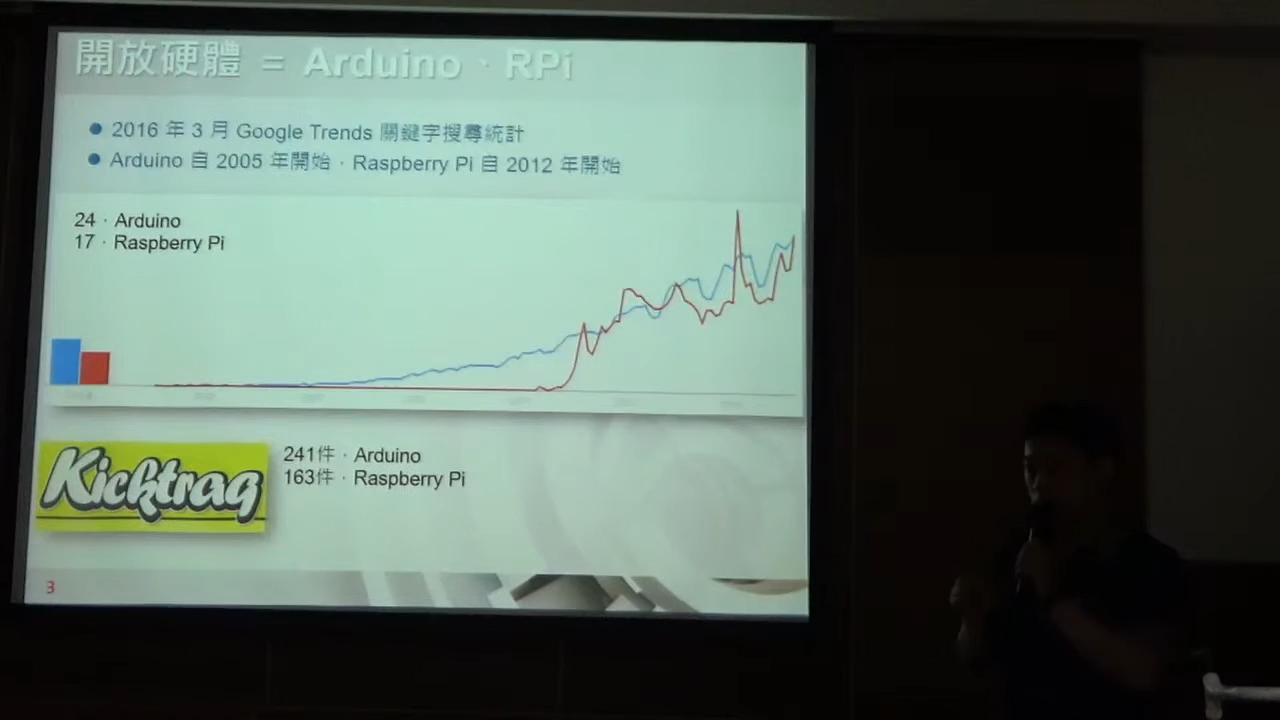 開放硬體 = Arduino、RPi
● 2016 年 3 月 Google Trends 關鍵字搜尋統計
● Arduino 自 2005 年開始，Raspberry Pi 自 2012 年開始
24，Arduino
17，Raspberry Pi
Kicktraq
241件，Arduino
163件，Raspberry Pi
3